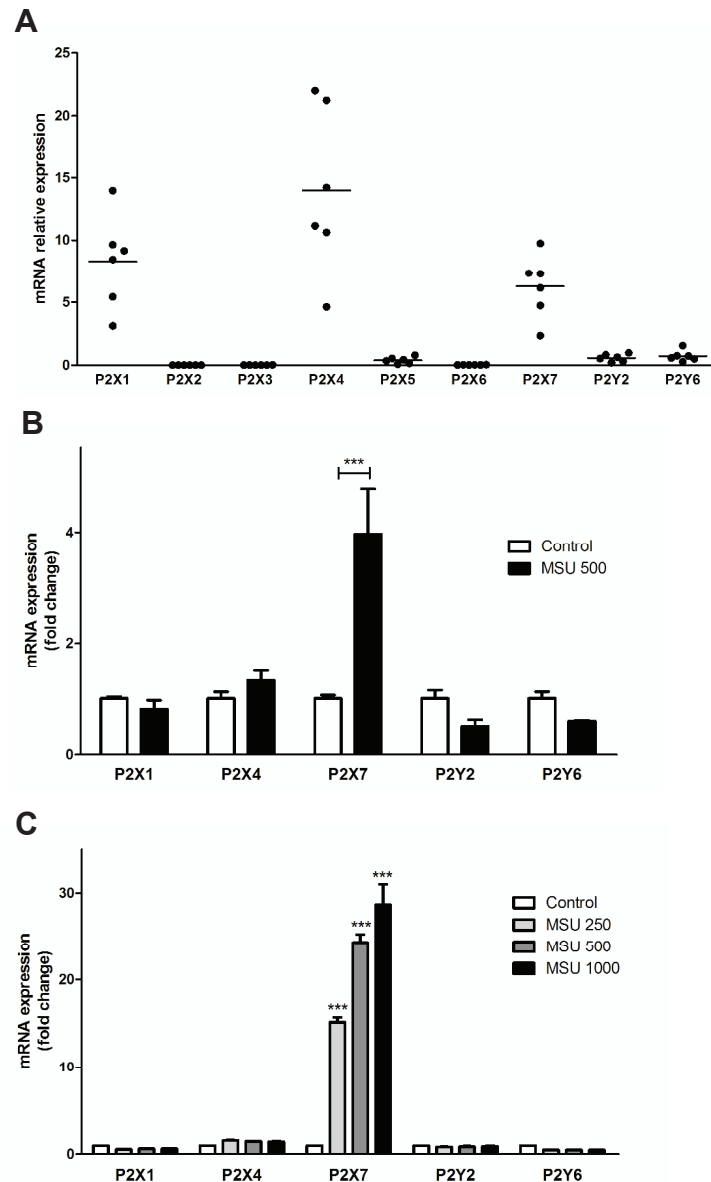 A
mRNA relative expression
25
20
15
10
5
0
P2X1 P2X2 P2X3 P2X4 P2X5 P2X6 P2X7 P2Y2 P2Y6
B
mRNA expression
(fold change)
4
2
0
***
Control
MSU 500
P2X1 P2X4 P2X7 P2Y2 P2Y6
C
mRNA expression
(fold change)
30
20
10
0
***
***
***
Control
MSU 250
MSU 500
MSU 1000
P2X1 P2X4 P2X7 P2Y2 P2Y6